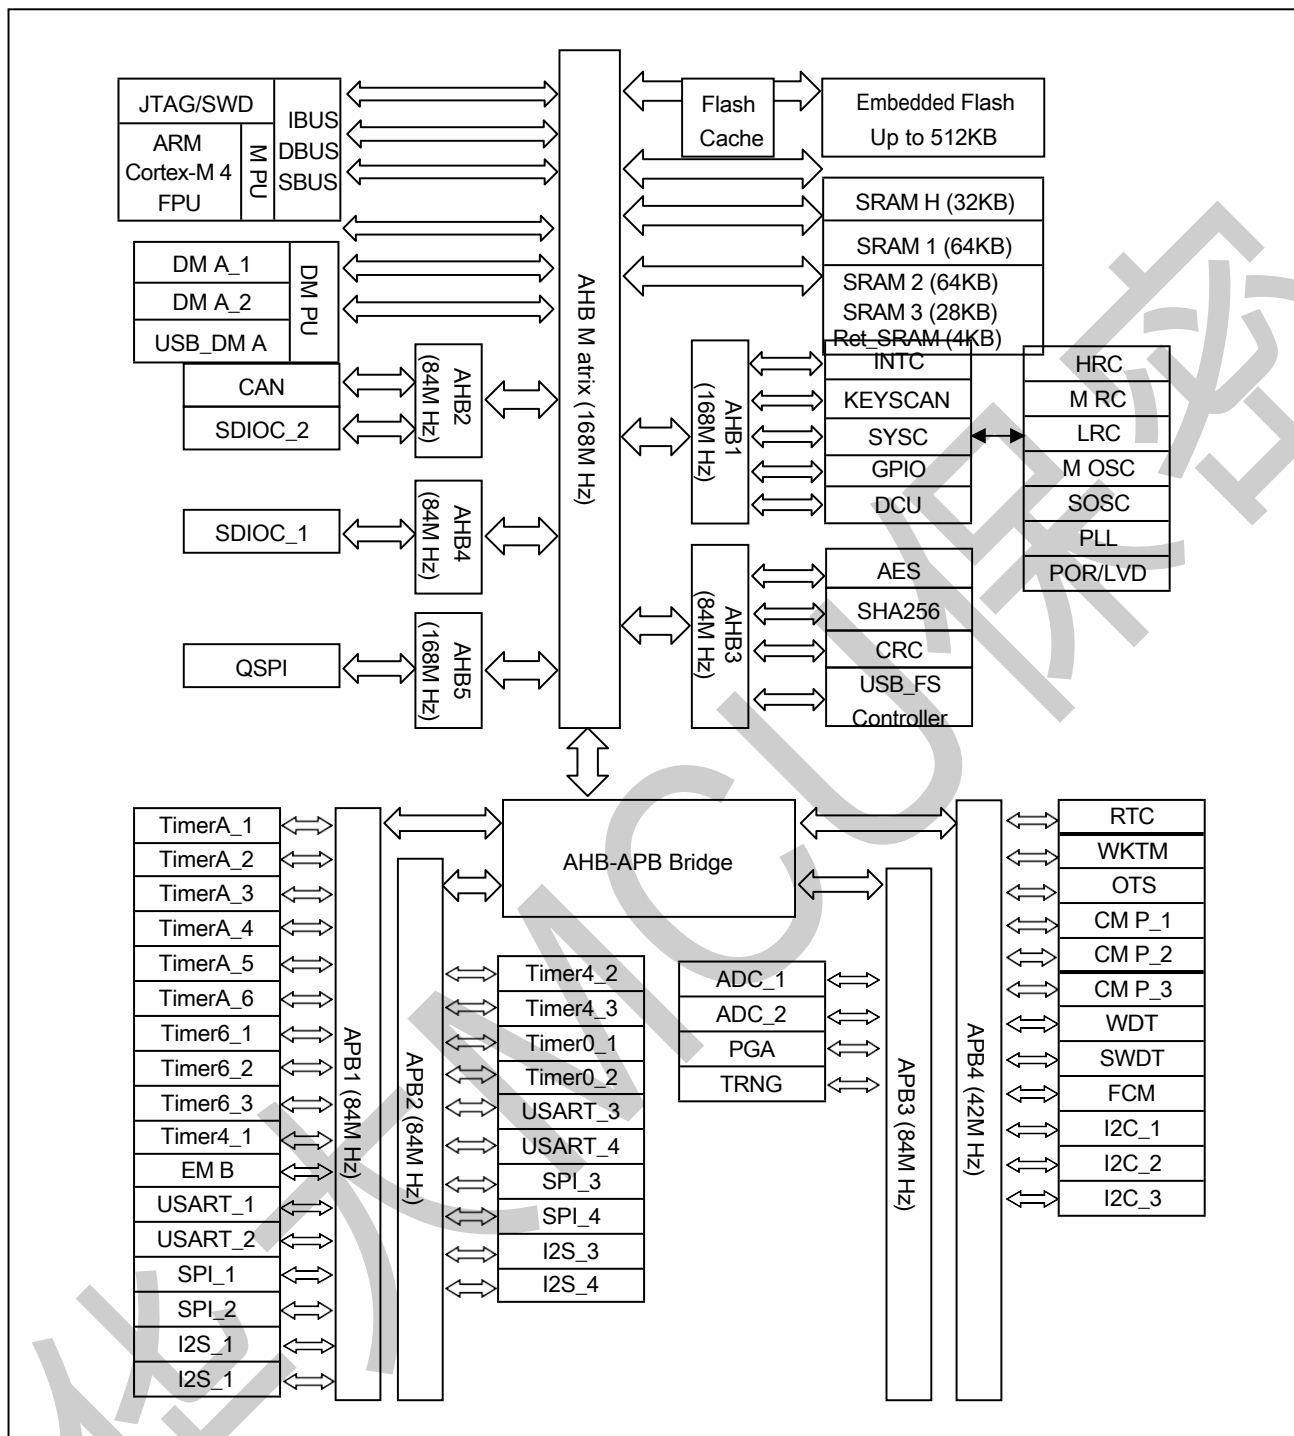 JTAG/SWD
ARM
Cortex-M 4
FPU
M PU
IBUS
DBUS
SBUS
DM A_1
DM A_2
USB_DM A
DM PU
CAN
SDIOC_2
AHB2
(84M Hz)
SDIOC_1
AHB4
(84M Hz)
QSPI
AHB5
(168M Hz)
AHB M atrix (168M Hz)
Flash
Cache
Embedded Flash
Up to 512KB
SRAM H (32KB)
SRAM 1 (64KB)
SRAM 2 (64KB)
SRAM 3 (28KB)
Ret_SRAM (4KB)
AHB1
(168M Hz)
INTC
KEYSCAN
SYSC
GPIO
DCU
HRC
M RC
LRC
M OSC
SOSC
PLL
POR/LVD
AHB3
(84M Hz)
AES
SHA256
CRC
USB_FS
Controller
AHB-APB Bridge
TimerA_1
TimerA_2
TimerA_3
TimerA_4
TimerA_5
TimerA_6
Timer6_1
Timer6_2
Timer6_3
Timer4_1
EM B
USART_1
USART_2
SPI_1
SPI_2
I2S_1
I2S_1
APB1 (84M Hz)
APB2 (84M Hz)
Timer4_2
Timer4_3
Timer0_1
Timer0_2
USART_3
USART_4
SPI_3
SPI_4
I2S_3
I2S_4
ADC_1
ADC_2
PGA
TRNG
APB3 (84M Hz)
APB4 (42M Hz)
RTC
WKTM
OTS
CM P_1
CM P_2
CM P_3
WDT
SWDT
FCM
I2C_1
I2C_2
I2C_3
大MCU保密